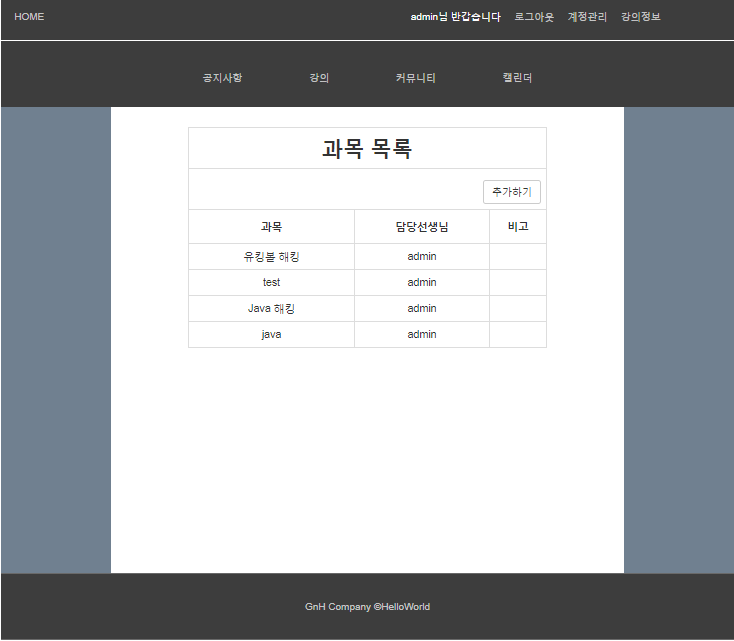 HOME admin님 반갑습니다 로그아웃 계정관리 강의정보
공지사항 강의 커뮤니티 캘린더
과목 목록
추가하기
과목 담당선생님 비고
유킹볼 해킹 admin
test admin
Java 해킹 admin
java admin
GnH Company ©HelloWorld